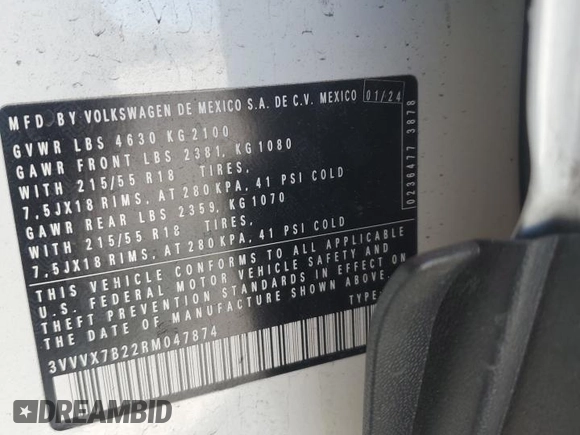 MFD BY VOLKSWAGEN DE MEXICO S.A. DE C.V. MEXICO 01/24
GVWR LBS 4630 KG 2100
GAWR FRONT LBS 2381, KG 1080
WITH 215/55 R18 TIRES,
7,5JX18 RIMS, AT 280 KPA, 41 PSI COLD
GAWR REAR LBS 2359, KG 1070
WITH 215/55 R18 TIRES,
7,5JX18 RIMS, AT 280 KPA, 41 PSI COLD
THIS VEHICLE CONFORMS TO ALL APPLICABLE
U.S. FEDERAL MOTOR VEHICLE SAFETY AND
THEFT PREVENTION STANDARDS IN EFFECT ON
THE DATE OF MANUFACTURE SHOWN ABOVE.
3VVVX7B22RM047874 TYPE
0236477 3878
DREAMBID